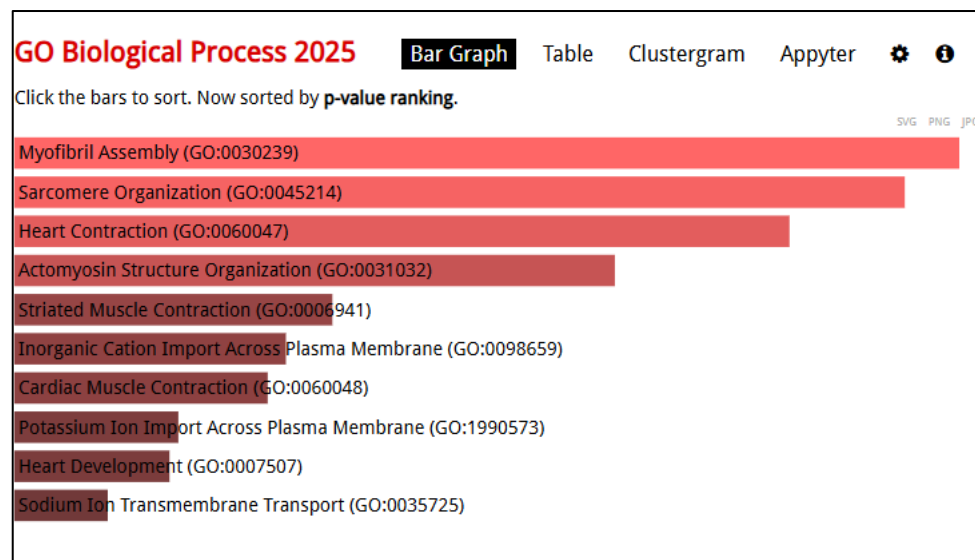 GO Biological Process 2025 Bar Graph Table Clustergram Appyter
Click the bars to sort. Now sorted by p-value ranking.
SVG PNG JPG
Myofibril Assembly (GO:0030239)
Sarcomere Organization (GO:0045214)
Heart Contraction (GO:0060047)
Actomyosin Structure Organization (GO:0031032)
Striated Muscle Contraction (GO:0006941)
Inorganic Cation Import Across Plasma Membrane (GO:0098659)
Cardiac Muscle Contraction (GO:0060048)
Potassium Ion Import Across Plasma Membrane (GO:1990573)
Heart Development (GO:0007507)
Sodium Ion Transmembrane Transport (GO:0035725)